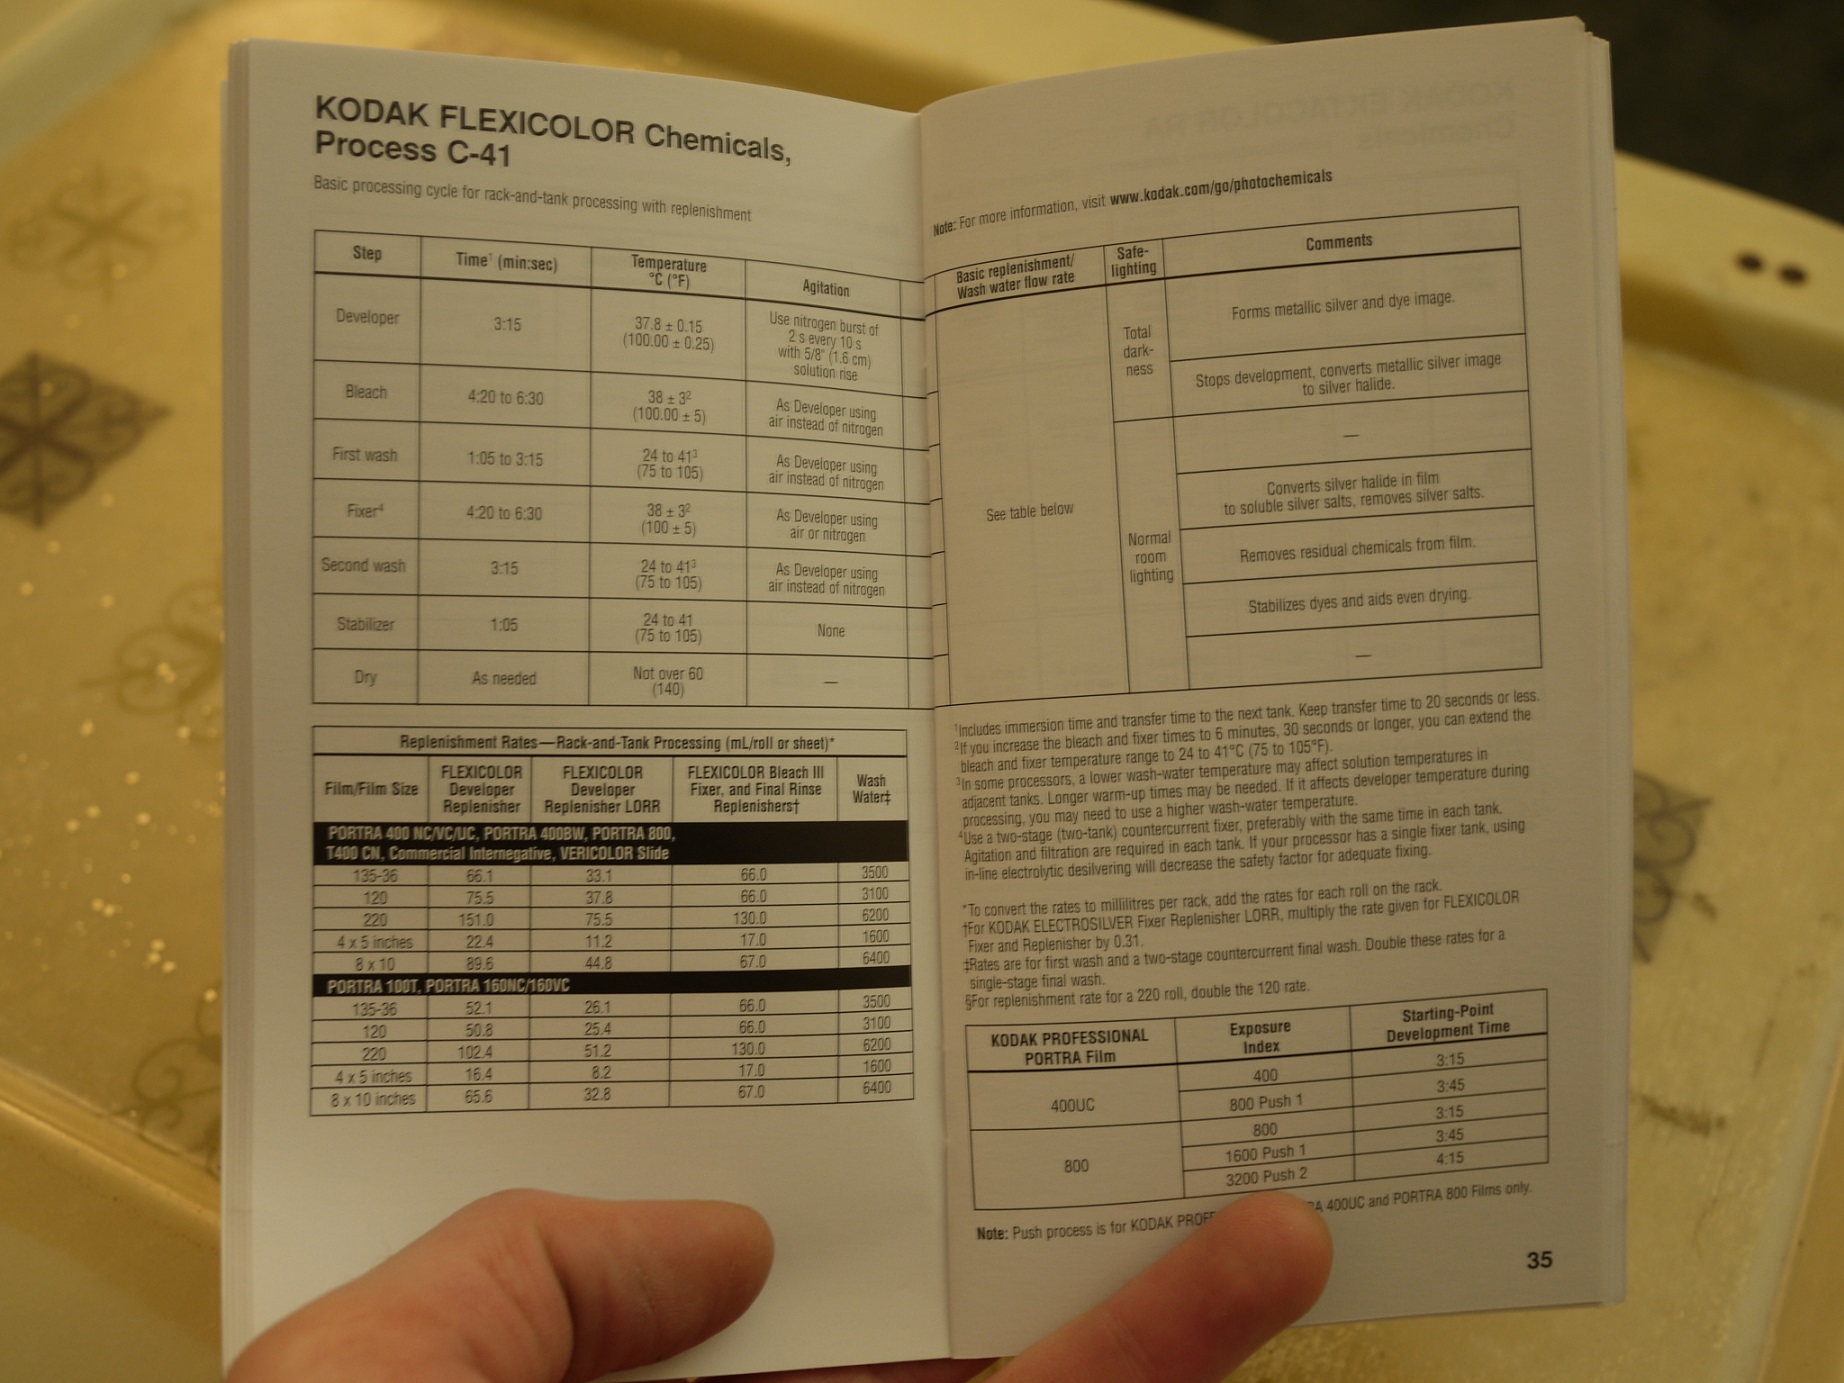 KODAK FLEXICOLOR Chemicals,
Process C-41
Basic processing cycle for rack-and-tank processing with replenishment
Step
Time¹ (min:sec)
Temperature
°C (°F)
Agitation
Developer
3:15
37.8 ± 0.15
(100.00 ± 0.25)
Use nitrogen burst of
2 s every 10 s
with 5/8" (1.6 cm)
solution rise
Bleach
4:20 to 6:30
38 ± 3²
(100.00 ± 5)
As Developer using
air instead of nitrogen
First wash
1:05 to 3:15
24 to 41³
(75 to 105)
As Developer using
air instead of nitrogen
Fixer⁴
4:20 to 6:30
38 ± 3²
(100 ± 5)
As Developer using
air or nitrogen
Second wash
3:15
24 to 41³
(75 to 105)
As Developer using
air instead of nitrogen
Stabilizer
1:05
24 to 41
(75 to 105)
None
Dry
As needed
Not over 60
(140)
—
Replenishment Rates—Rack-and-Tank Processing (mL/roll or sheet)*
Film/Film Size
FLEXICOLOR
Developer
Replenisher
FLEXICOLOR
Developer
Replenisher LORR
FLEXICOLOR Bleach III
Fixer, and Final Rinse
Replenishers†
Wash
Water‡
PORTRA 400 NC/VC/UC, PORTRA 400BW, PORTRA 800,
T400 CN, Commercial Internegative, VERICOLOR Slide
135-36 66.1 33.1 66.0 3500
120 75.5 37.8 66.0 3100
220 151.0 75.5 130.0 6200
4 x 5 inches 22.4 11.2 17.0 1600
8 x 10 89.6 44.8 67.0 6400
PORTRA 100T, PORTRA 160NC/160VC
135-36 52.1 26.1 66.0 3500
120 50.8 25.4 66.0 3100
220 102.4 51.2 130.0 6200
4 x 5 inches 16.4 8.2 17.0 1600
8 x 10 inches 65.6 32.8 67.0 6400
Note: For more information, visit www.kodak.com/go/photochemicals
Basic replenishment/
Wash water flow rate
Safe-
lighting
Comments
See table below
Total
dark-
ness
Normal
room
lighting
Forms metallic silver and dye image.
Stops development, converts metallic silver image
to silver halide.
—
Converts silver halide in film
to soluble silver salts, removes silver salts.
Removes residual chemicals from film.
Stabilizes dyes and aids even drying.
—
¹Includes immersion time and transfer time to the next tank. Keep transfer time to 20 seconds or less.
²If you increase the bleach and fixer times to 6 minutes, 30 seconds or longer, you can extend the
bleach and fixer temperature range to 24 to 41°C (75 to 105°F).
³In some processors, a lower wash-water temperature may affect solution temperatures in
adjacent tanks. Longer warm-up times may be needed. If it affects developer temperature during
processing, you may need to use a higher wash-water temperature.
⁴Use a two-stage (two-tank) countercurrent fixer, preferably with the same time in each tank.
Agitation and filtration are required in each tank. If your processor has a single fixer tank, using
in-line electrolytic desilvering will decrease the safety factor for adequate fixing.
*To convert the rates to millilitres per rack, add the rates for each roll on the rack.
†For KODAK ELECTROSILVER Fixer Replenisher LORR, multiply the rate given for FLEXICOLOR
Fixer and Replenisher by 0.31.
‡Rates are for first wash and a two-stage countercurrent final wash. Double these rates for a
single-stage final wash.
§For replenishment rate for a 220 roll, double the 120 rate.
KODAK PROFESSIONAL
PORTRA Film
Exposure
Index
Starting-Point
Development Time
400UC
400 3:15
800 Push 1 3:45
800
800 3:15
1600 Push 1 3:45
3200 Push 2 4:15
Note: Push process is for KODAK 400UC and PORTRA 800 Films only.
35